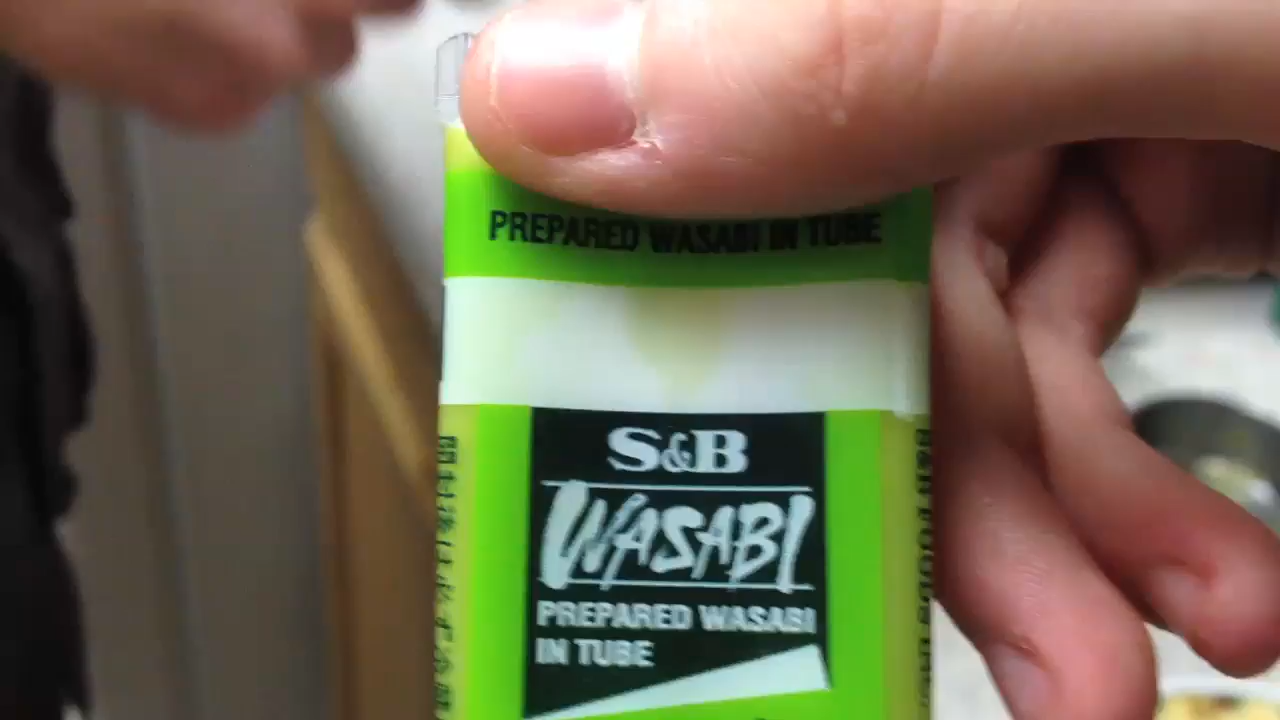 PREPARED WASABI IN TUBE
S&B
WASABI
PREPARED WASABI
IN TUBE